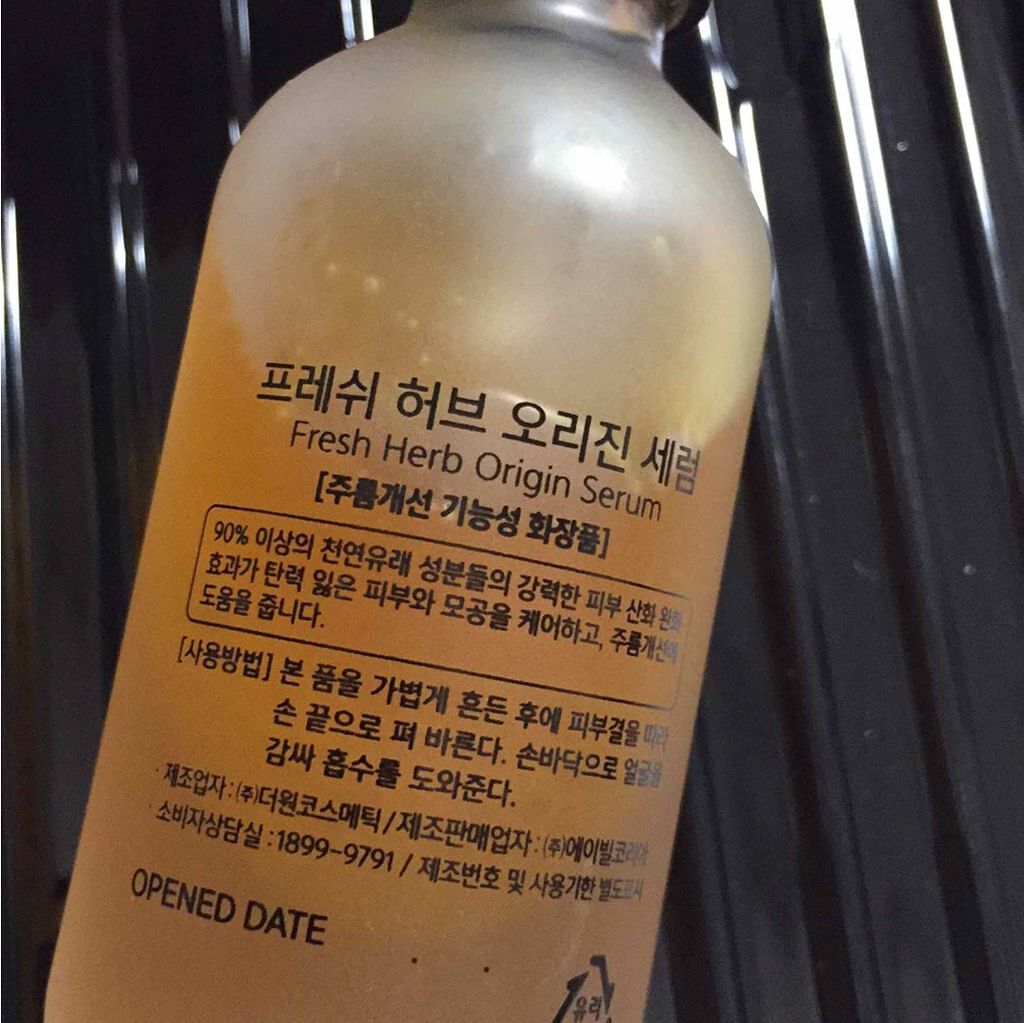 프레쉬 허브 오리진 세럼
Fresh Herb Origin Serum
[주름개선 기능성 화장품]
90% 이상의 천연유래 성분들의 강력한 피부 산화 완화
효과가 탄력 잃은 피부와 모공을 케어하고, 주름개선에
도움을 줍니다.
[사용방법] 본 품을 가볍게 흔든 후에 피부결을 따라
손 끝으로 펴 바른다. 손바닥으로 얼굴을
감싸 흡수를 도와준다.
· 제조업자 : (주)더원코스메틱 / 제조판매업자 : (주)에이빌코리아
· 소비자상담실 : 1899-9791 / 제조번호 및 사용기한 별도표시
OPENED DATE
. .
유리